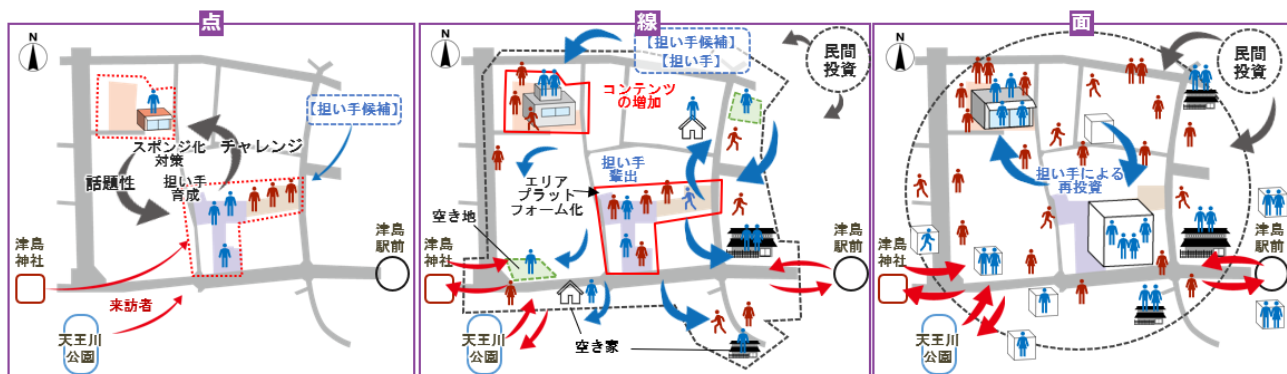 点
N
【担い手候補】
スポンジ化
対策
チャレンジ
話題性
担い手
育成
津島
神社
津島
駅前
来訪者
天王川
公園
線
N
【担い手候補】
【担い手】
民間
投資
コンテンツ
の増加
担い手
輩出
エリア
プラット
フォーム化
空き地
津島
神社
津島
駅前
天王川
公園
空き家
面
N
民間
投資
担い手による
再投資
津島
神社
津島
駅前
天王川
公園